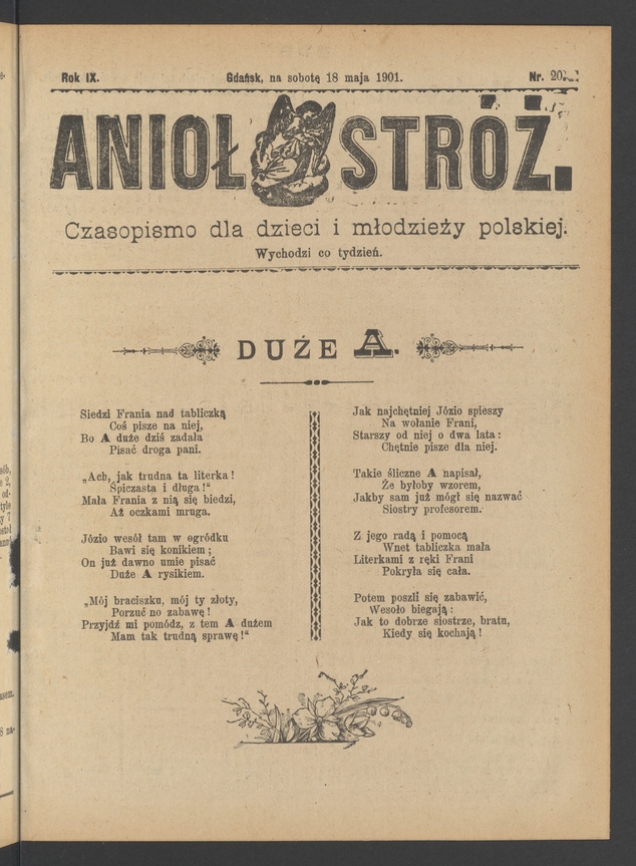 Rok IX.
Gdańsk, na sobotę 18 maja 1901.
Nr. 20.
ANIOŁ STRÓŻ.
Czasopismo dla dzieci i młodzieży polskiej.
Wychodzi co tydzień.
DUŻE A.
Siedzi Frania nad tabliczką
Coś pisze na niej,
Bo A duże dziś zadała
Pisać droga pani.
„Ach, jak trudna ta literka!
Śpiczasta i długa!“
Mała Frania z nią się biedzi,
Aż oczkami mruga.
Józio wesół tam w ogródku
Bawi się konikiem;
On już dawno umie pisać
Duże A rysikiem.
„Mój braciszku, mój ty złoty,
Porzuć no zabawę!
Przyjdź mi pomódz, z tem A dużem
Mam tak trudną sprawę!“
Jak najchętniej Józio spieszy
Na wołanie Frani,
Starszy od niej o dwa lata:
Chętnie pisze dla niej.
Takie śliczne A napisał,
Że byłoby wzorem,
Jakby sam już mógł się nazwać
Siostry profesorem.
Z jego radą i pomocą
Wnet tabliczka mała
Literkami z ręki Frani
Pokryła się cała.
Potem poszli się zabawić,
Wesoło biegają:
Jak to dobrze siostrze, bratu,
Kiedy się kochają!